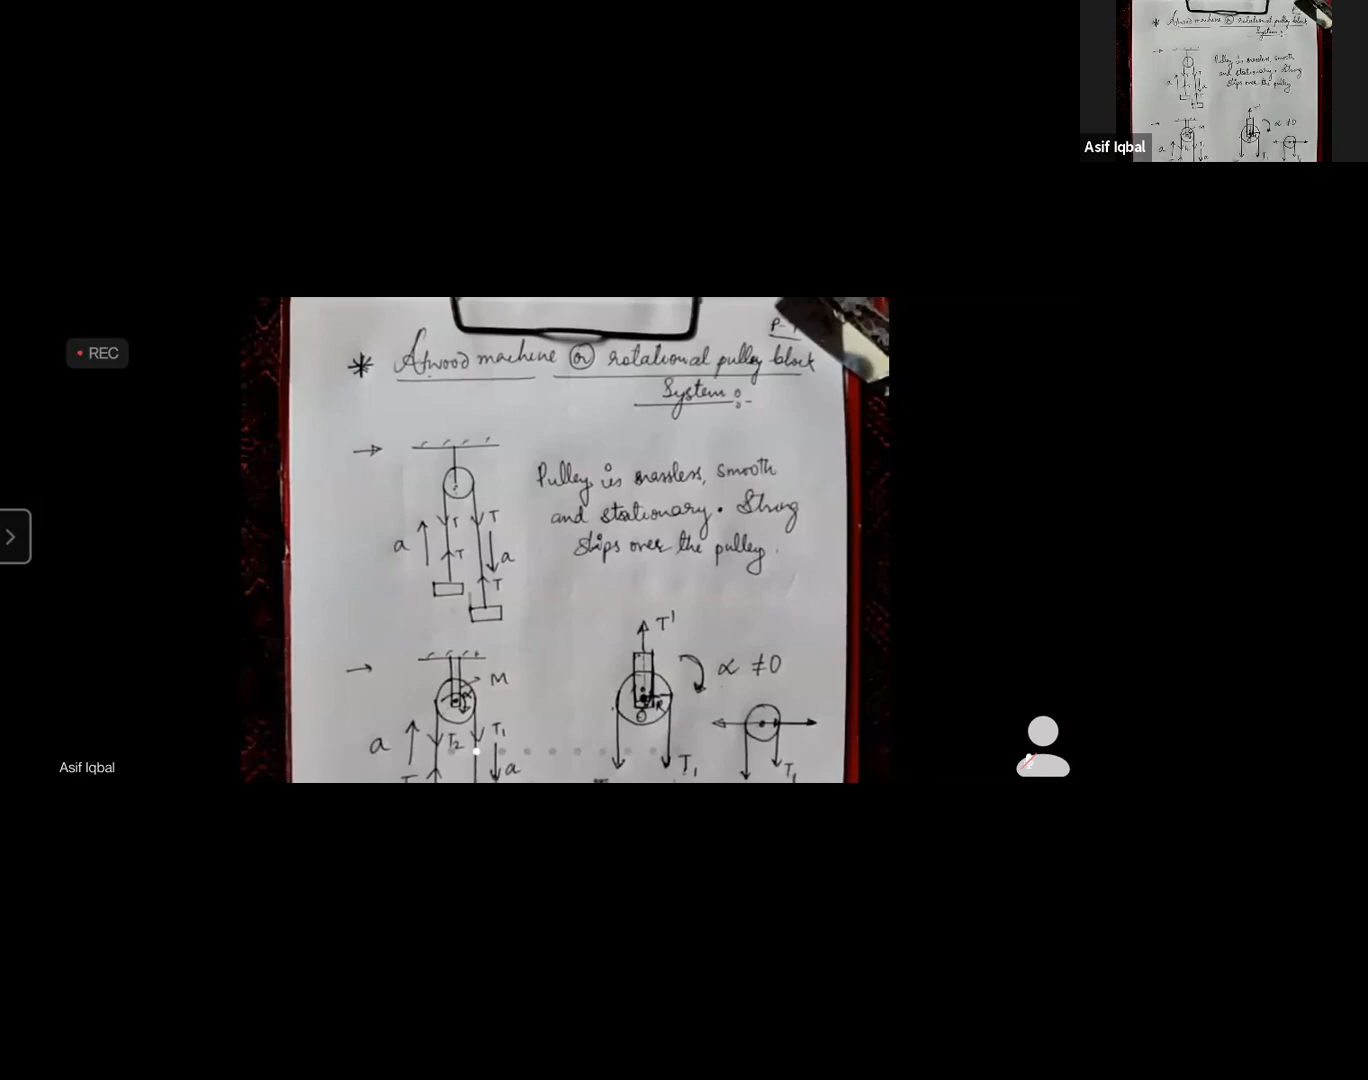 Asif Iqbal
REC
P-
* Atwood machine or rotational pulley block
System :-
Pulley is massless, smooth
and stationary. String
slips over the pulley.
T T
a T a
T
T'
M α ≠ 0
R
O
a T2 T1
a T1 T1
Asif Iqbal